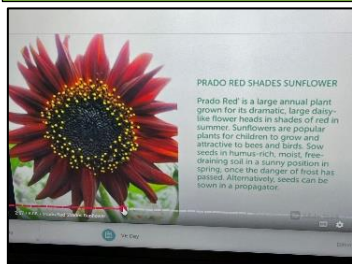 PRADO RED SHADES SUNFLOWER
Prado Red' is a large annual plant
grown for its dramatic, large daisy-
like flower heads in shades of red in
summer. Sunflowers are popular
plants for children to grow and
attractive to bees and birds. Sow
seeds in humus-rich, moist, free-
draining soil in a sunny position in
spring, once the danger of frost has
passed. Alternatively, seeds can be
sown in a propagator.